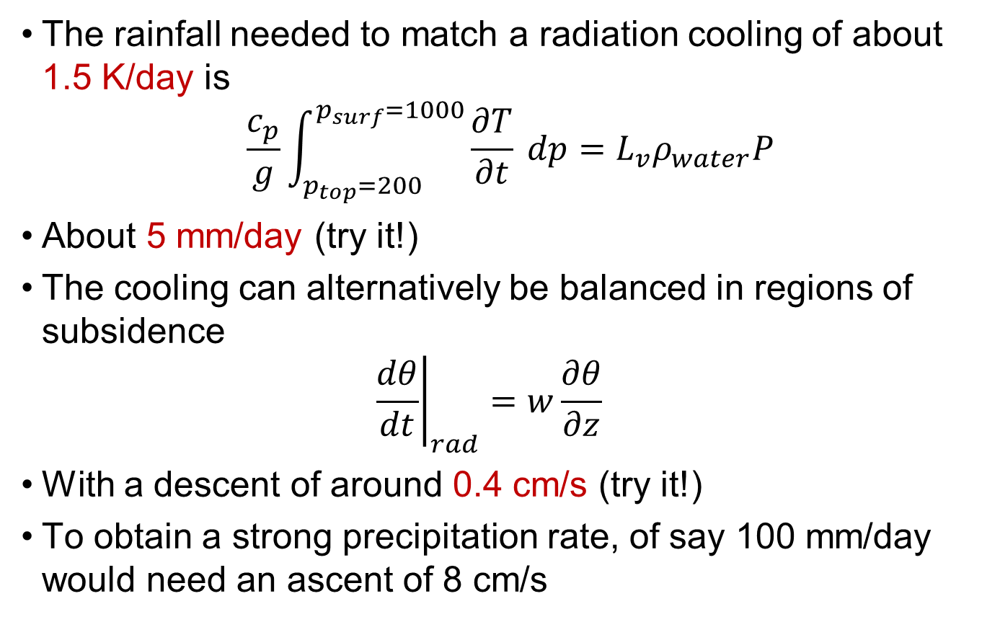 • The rainfall needed to match a radiation cooling of about
1.5 K/day is
\frac{c_p}{g} \int_{p_{top}=200}^{p_{surf}=1000} \frac{\partial T}{\partial t} dp = L_v \rho_{water} P
• About 5 mm/day (try it!)
• The cooling can alternatively be balanced in regions of
subsidence
\left. \frac{d\theta}{dt} \right|_{rad} = w \frac{\partial \theta}{\partial z}
• With a descent of around 0.4 cm/s (try it!)
• To obtain a strong precipitation rate, of say 100 mm/day
would need an ascent of 8 cm/s